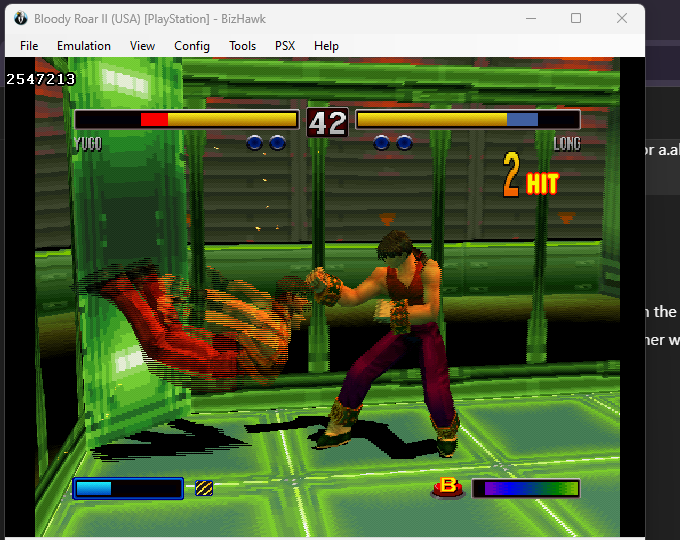 Bloody Roar II (USA) [PlayStation] - BizHawk
File Emulation View Config Tools PSX Help
2547213
42
YUGO LONG
2 HIT
or a.al
n the
ner w
B